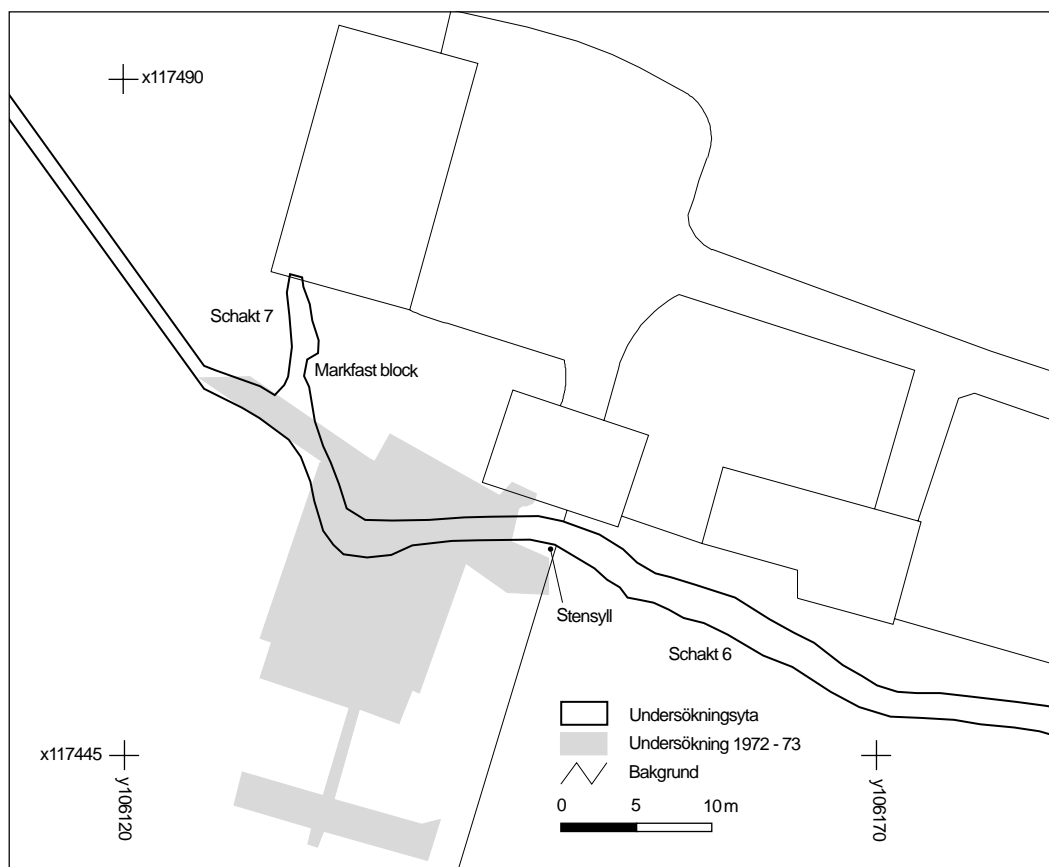 x117490
Schakt 7
Markfast block
Stensyll
Schakt 6
Undersökningsyta
Undersökning 1972 - 73
Bakgrund
x117445
y106120
y106170
0 5 10 m